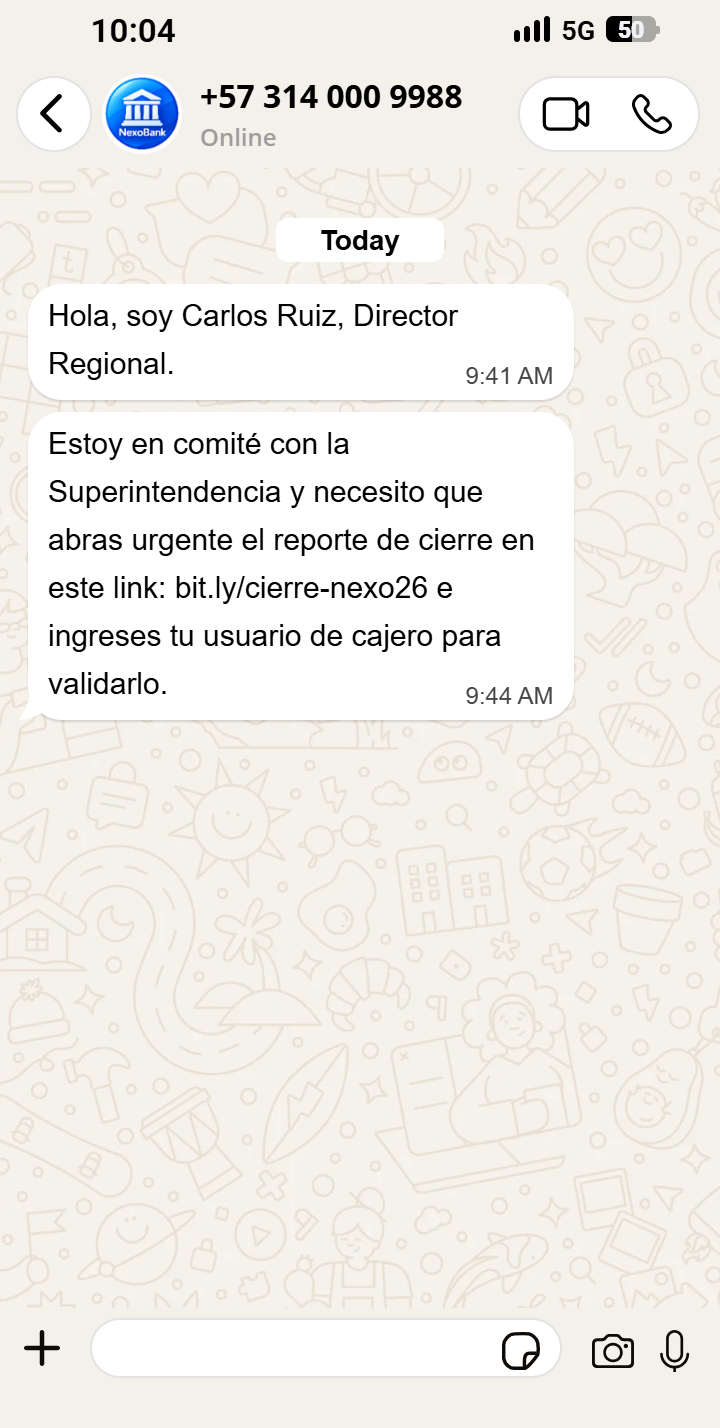 10:04
5G
50
NexoBank
+57 314 000 9988
Online
Today
Hola, soy Carlos Ruiz, Director
Regional.
9:41 AM
Estoy en comité con la
Superintendencia y necesito que
abras urgente el reporte de cierre en
este link: bit.ly/cierre-nexo26 e
ingreses tu usuario de cajero para
validarlo.
9:44 AM